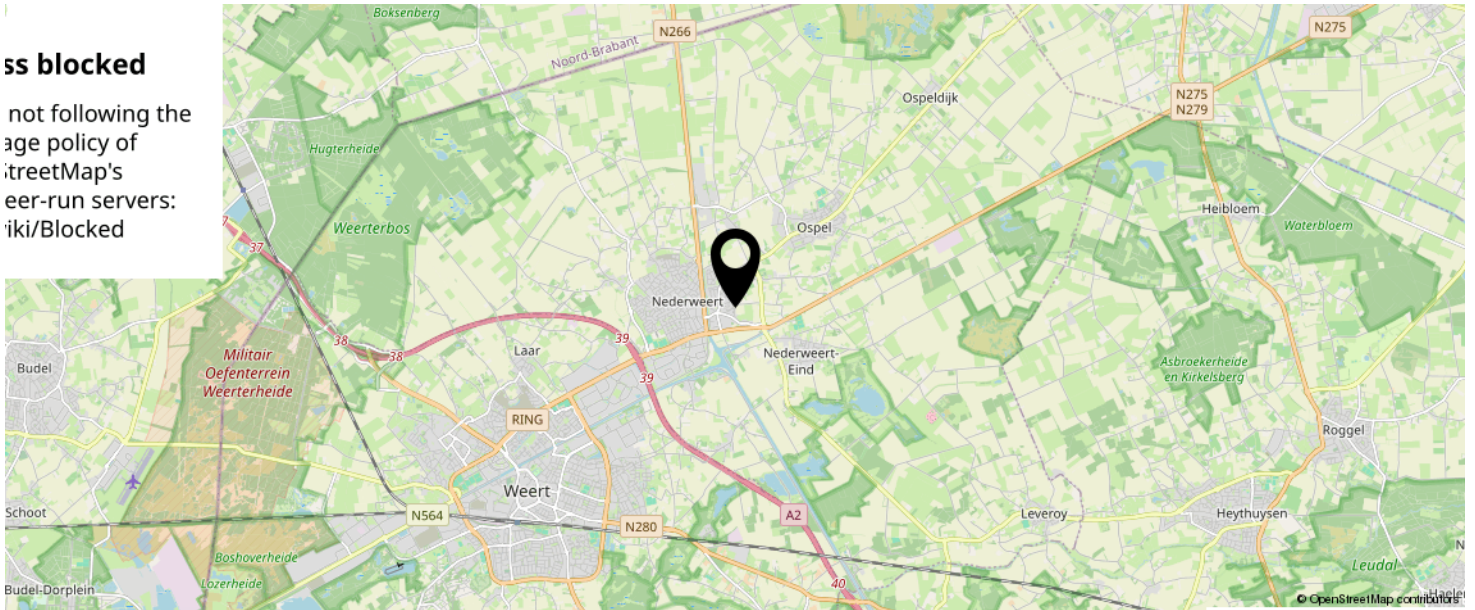 Boksenberg
N266
N275
Noord-Brabant
ss blocked
not following the
age policy of
StreetMap's
eer-run servers:
iki/Blocked
Ospeldijk
N275
N279
Hugterheide
Weerterbos
Heibloem
Waterbloem
Ospel
37
Nederweert
38
38
39
39
Laar
Nederweert-
Eind
Militair
Oefenterrein
Weerterheide
Budel
Asbroekerheide
en Kirkelsberg
RING
Roggel
Weert
Schoot
N564
N280
A2
Leveroy
Heythuysen
Boshoverheide
Lozerheide
Budel-Dorplein
40
Leudal
© OpenStreetMap contributors